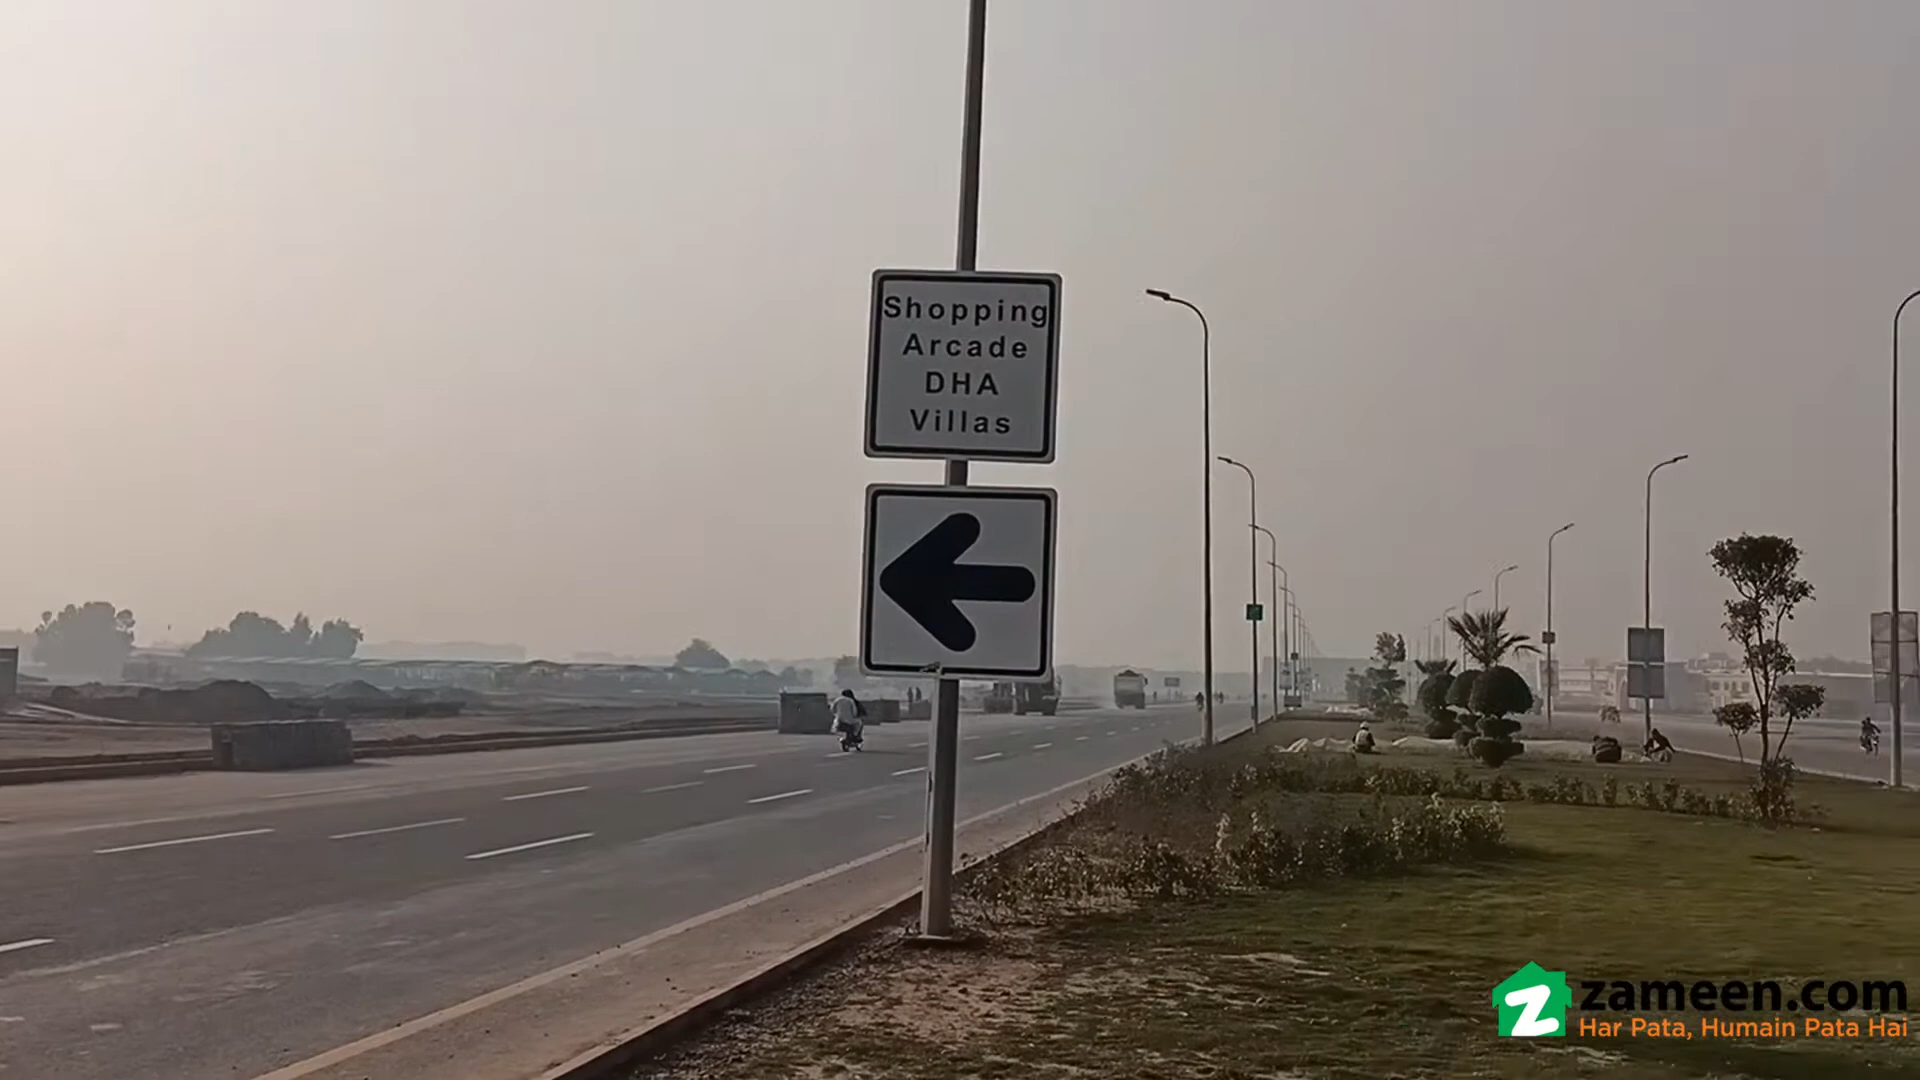 Shopping
Arcade
DHA
Villas
zameen.com
Har Pata, Humain Pata Hai